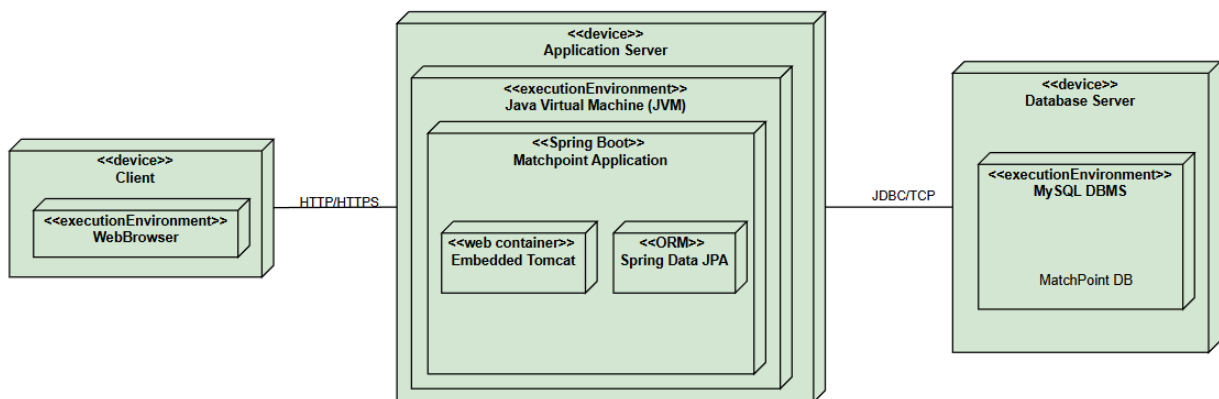 <<device>>
Client
<<executionEnvironment>>
WebBrowser
HTTP/HTTPS
<<device>>
Application Server
<<executionEnvironment>>
Java Virtual Machine (JVM)
<<Spring Boot>>
Matchpoint Application
<<web container>>
Embedded Tomcat
<<ORM>>
Spring Data JPA
JDBC/TCP
<<device>>
Database Server
<<executionEnvironment>>
MySQL DBMS
MatchPoint DB